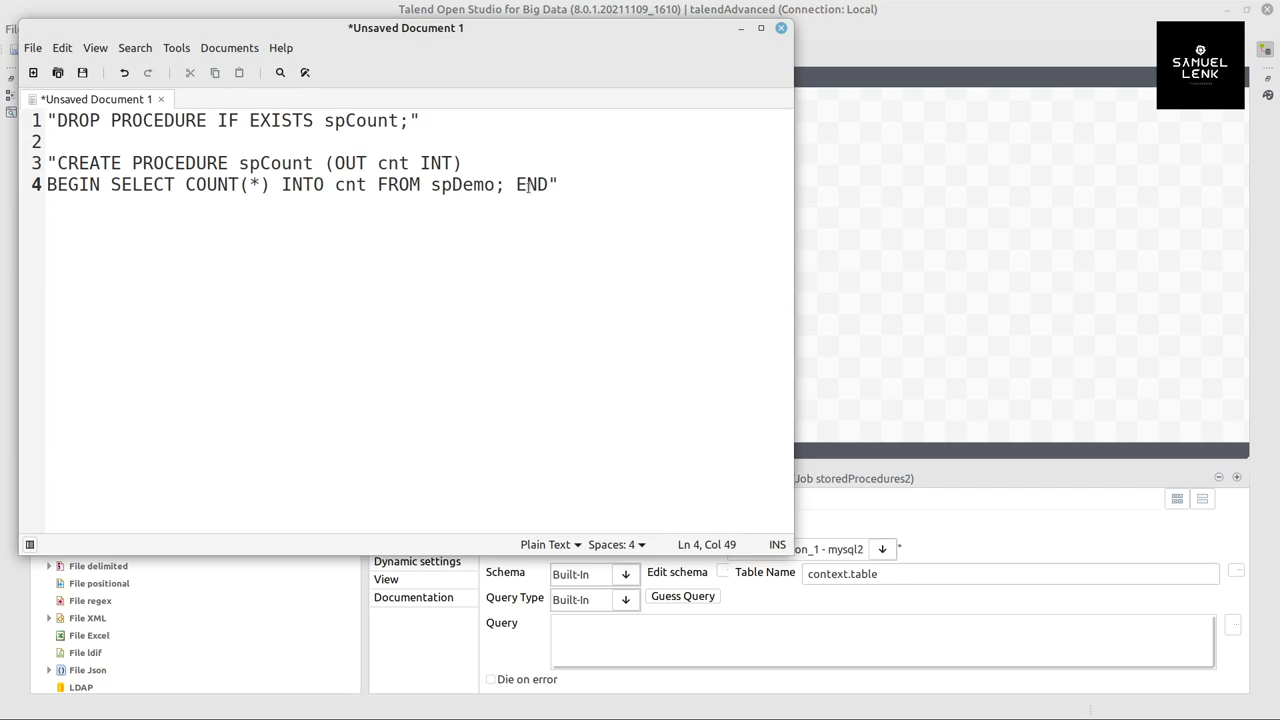 Talend Open Studio for Big Data (8.0.1.20211109_1610) | talendAdvanced (Connection: Local)
*Unsaved Document 1
File Edit View Search Tools Documents Help
*Unsaved Document 1
1 "DROP PROCEDURE IF EXISTS spCount;"
2
3 "CREATE PROCEDURE spCount (OUT cnt INT)
4 BEGIN SELECT COUNT(*) INTO cnt FROM spDemo; END"
Plain Text Spaces: 4 Ln 4, Col 49 INS
SAMUEL
LENK
Job storedProcedures2)
on_1 - mysql2 *
Dynamic settings
View
Documentation
Schema Built-In Edit schema Table Name context.table
Query Type Built-In Guess Query
Query
Die on error
File delimited
File positional
File regex
File XML
File Excel
File ldif
File Json
LDAP